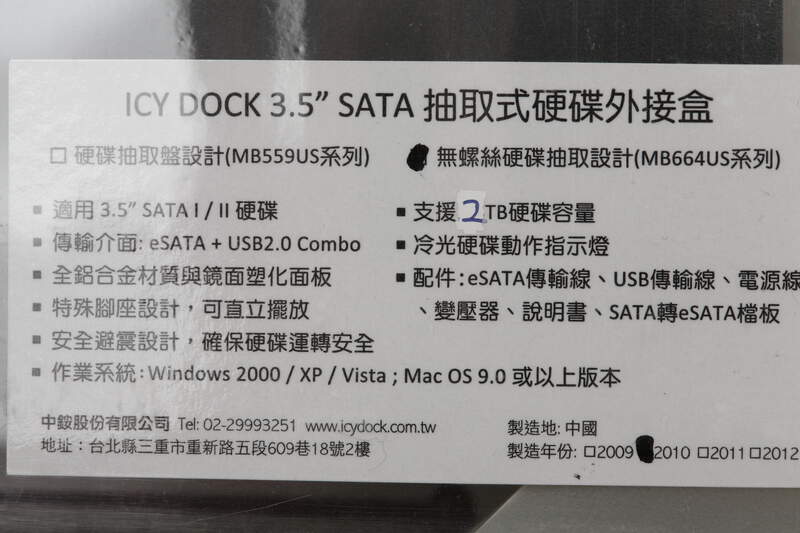 ICY DOCK 3.5” SATA 抽取式硬碟外接盒
□ 硬碟抽取盤設計(MB559US系列)
無螺絲硬碟抽取設計(MB664US系列)
▪ 適用 3.5” SATA I / II 硬碟
▪ 傳輸介面: eSATA + USB2.0 Combo
▪ 全鋁合金材質與鏡面塑化面板
▪ 特殊腳座設計，可直立擺放
▪ 安全避震設計，確保硬碟運轉安全
▪ 作業系統: Windows 2000 / XP / Vista ; Mac OS 9.0 或以上版本
▪ 支援 2 TB硬碟容量
▪ 冷光硬碟動作指示燈
▪ 配件: eSATA傳輸線、USB傳輸線、電源線
、變壓器、說明書、SATA轉eSATA檔板
中銨股份有限公司 Tel: 02-29993251 www.icydock.com.tw
地址：台北縣三重市重新路五段609巷18號2樓
製造地: 中國
製造年份: □2009 2010 □2011 □2012